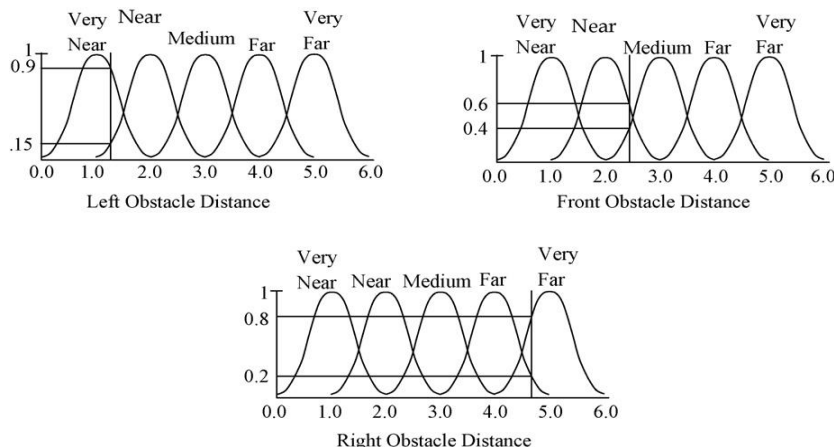 Very Near
Near
Medium
Far
Very Far
1
0.9
.15
0.0 1.0 2.0 3.0 4.0 5.0 6.0
Left Obstacle Distance
Very Near
Near
Medium
Far
Very Far
1
0.6
0.4
0.0 1.0 2.0 3.0 4.0 5.0 6.0
Front Obstacle Distance
Very Near
Near
Medium
Far
Very Far
1
0.8
0.2
0.0 1.0 2.0 3.0 4.0 5.0 6.0
Right Obstacle Distance